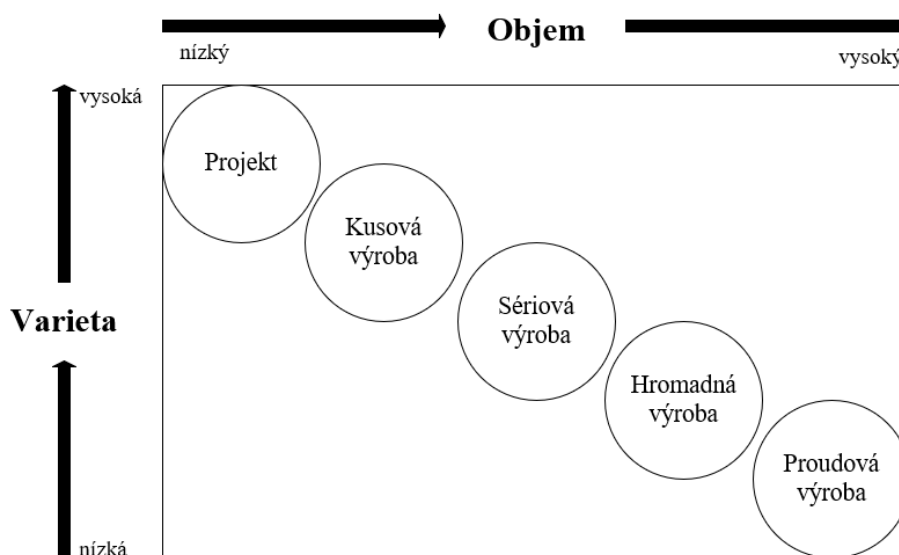 Objem
nízký
vysoký
vysoká
Projekt
Kusová
výroba
Sériová
výroba
Varieta
Hromadná
výroba
Proudová
výroba
nízká